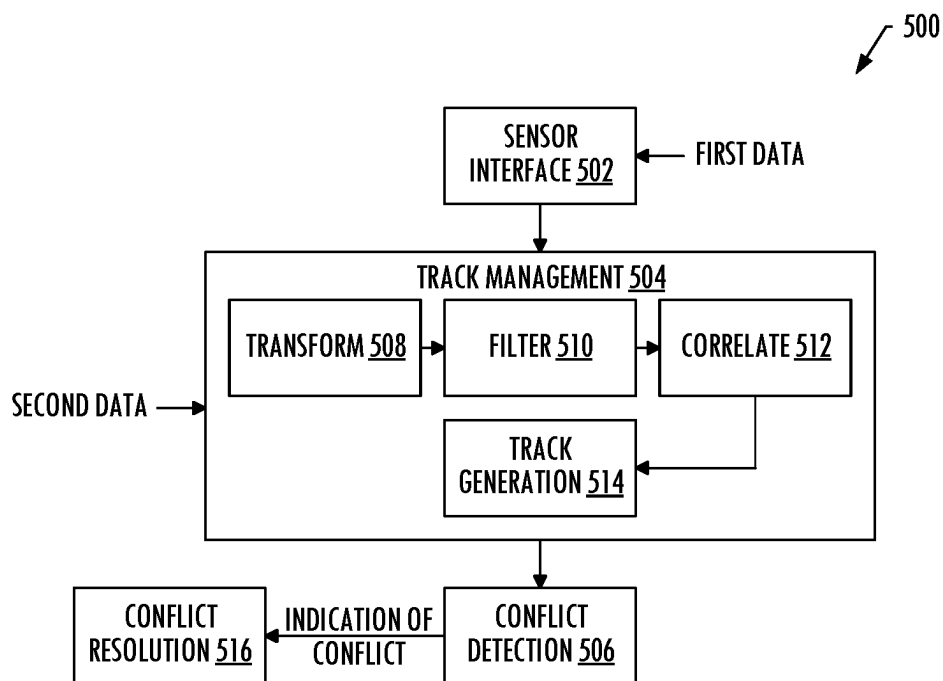 500
SENSOR
INTERFACE 502
FIRST DATA
TRACK MANAGEMENT 504
TRANSFORM 508
FILTER 510
CORRELATE 512
SECOND DATA
TRACK
GENERATION 514
CONFLICT
RESOLUTION 516
INDICATION OF
CONFLICT
CONFLICT
DETECTION 506